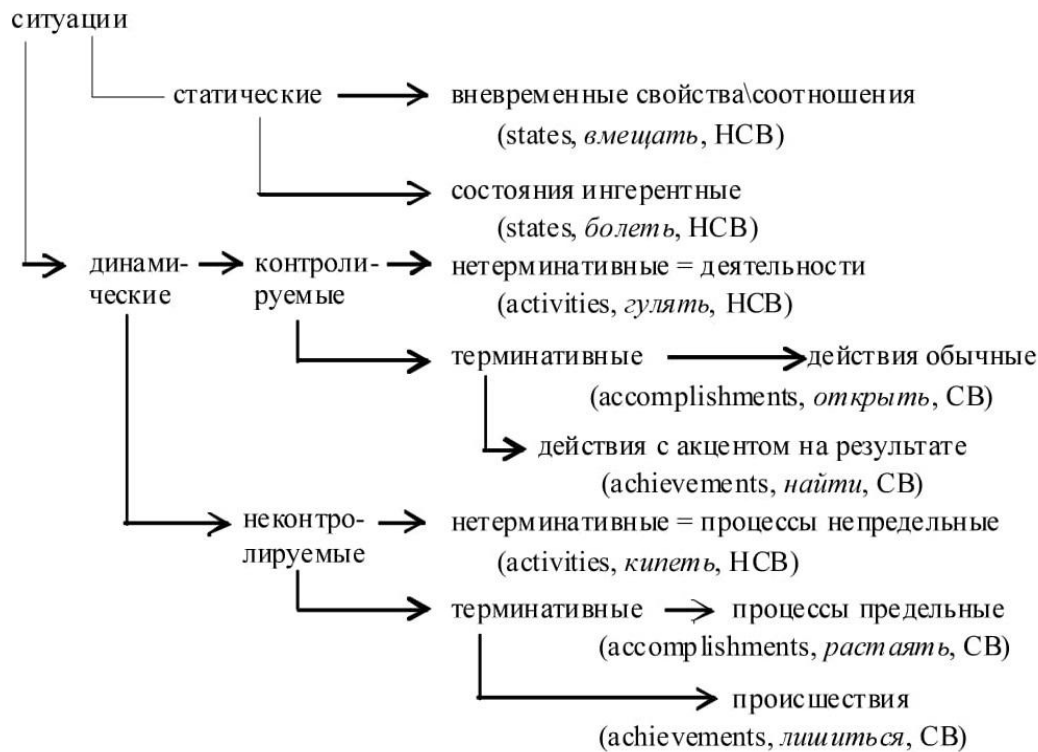 ситуации
статические вневременные свойства\соотношения
(states, вмещать, НСВ)
состояния ингерентные
(states, болеть, НСВ)
динами- контроли- нетерминативные = деятельности
ческие руемые (activities, гулять, НСВ)
терминативные действия обычные
(accomplishments, открыть, СВ)
действия с акцентом на результате
(achievements, найти, СВ)
неконтро- нетерминативные = процессы непредельные
лируемые (activities, кипеть, НСВ)
терминативные процессы предельные
(accomplishments, растаять, СВ)
происшествия
(achievements, лишиться, СВ)